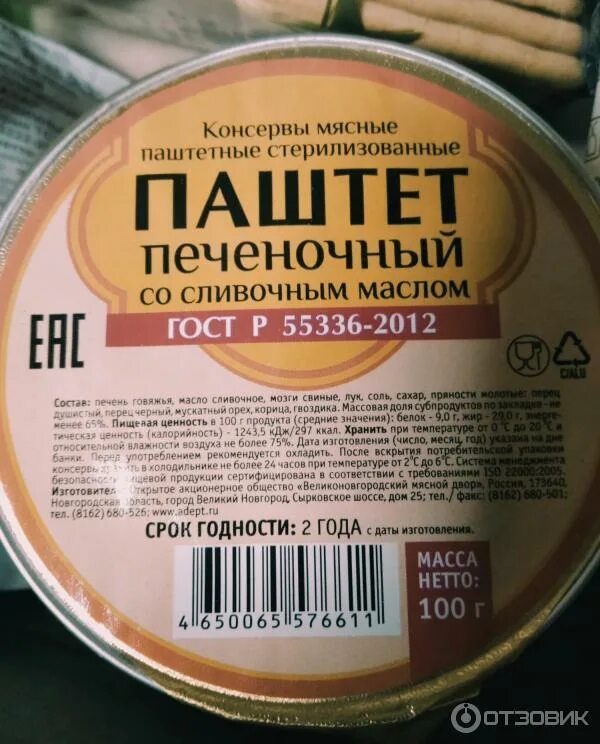 Консервы мясные
паштетные стерилизованные
ПАШТЕТ
печеночный
со сливочным маслом
ГОСТ Р 55336-2012
EAC
C/ALU
Состав: печень говяжья, масло сливочное, мозги свиные, лук, соль, сахар, пряности молотые: перец
душистый, перец черный, мускатный орех, корица, гвоздика. Массовая доля субпродуктов по закладке - не
менее 65%. Пищевая ценность в 100 г продукта (средние значения): белок - 9,0 г, жир - 29,0 г, энерге-
тическая ценность (калорийность) - 1243,5 кДж/297 ккал. Хранить при температуре от 0 °С до 20 °С и
относительной влажности воздуха не более 75%. Дата изготовления (число, месяц, год) указана на дне
банки. Перед употреблением рекомендуется охладить. После вскрытия потребительской упаковки
консервы хранить в холодильнике не более 24 часов при температуре от 2°С до 6°С. Система менеджмента
безопасности пищевой продукции сертифицирована в соответствии с требованиями ISO 22000:2005.
Изготовитель: Открытое акционерное общество «Великоновгородский мясной двор», Россия, 173640,
Новгородская область, город Великий Новгород, Сырковское шоссе, дом 25; тел./ факс: (8162) 680-501;
тел. (8162) 680-526; www.adept.ru
СРОК ГОДНОСТИ: 2 ГОДА с даты изготовления.
МАССА
НЕТТО:
100 г
4 650065 576611
ОТЗОВИК